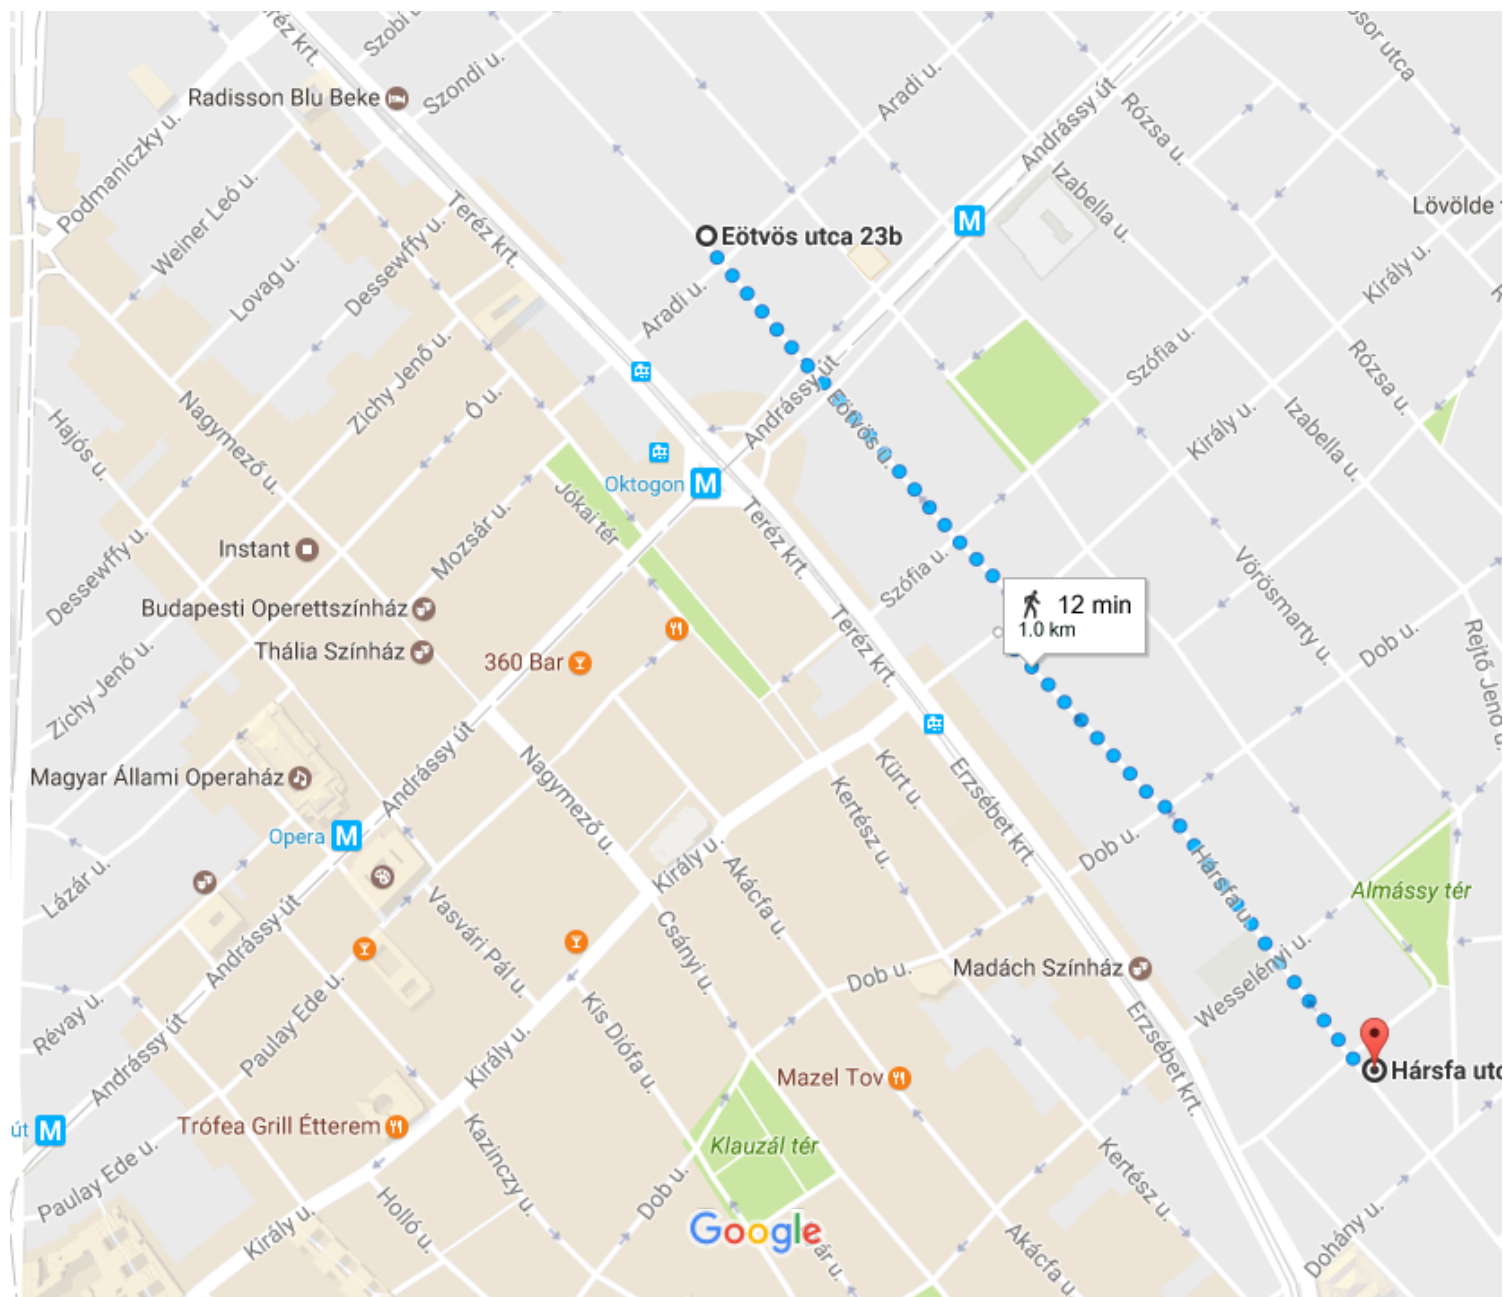 Teréz krt.
Szobi u.
Szondi u.
Radisson Blu Beke
Podmaniczky u.
Aradi u.
Andrássy út
Rózsa u.
Izabella u.
Lövölde
Weiner Leó u.
Lovag u.
Dessewffy u.
Teréz krt.
M
Eötvös utca 23b
Király u.
Aradi u.
Zichy Jenő u.
Ó u.
Nagymező u.
Hajós u.
Andrássy út
Eötvös u.
Szófia u.
Rózsa u.
Király u.
Izabella u.
Oktogon M
Jókai tér
Teréz krt.
Mozsár u.
Instant
Dessewffy u.
Budapesti Operettszínház
Thália Színház
360 Bar
Szófia u.
Teréz krt.
12 min
1.0 km
Vörösmarty u.
Dob u.
Rejtő Jenő u.
Zichy Jenő u.
Magyar Állami Operaház
Andrássy út
Nagymező u.
Kertész u.
Kürt u.
Erzsébet krt.
Opera M
Király u.
Akácfa u.
Dob u.
Hársfa u.
Almássy tér
Lázár u.
Andrássy út
Vasvári Pál u.
Csányi u.
Dob u.
Madách Színház
Wesselényi u.
Révay u.
Paulay Ede u.
Király u.
Kis Diófa u.
Erzsébet krt.
Andrássy út
Mazel Tov
Hársfa utc
út M
Trófea Grill Étterem
Kazinczy u.
Klauzál tér
Kertész u.
Paulay Ede u.
Király u.
Holló u.
Dob u.
Google
Akácfa u.
Dohány u.